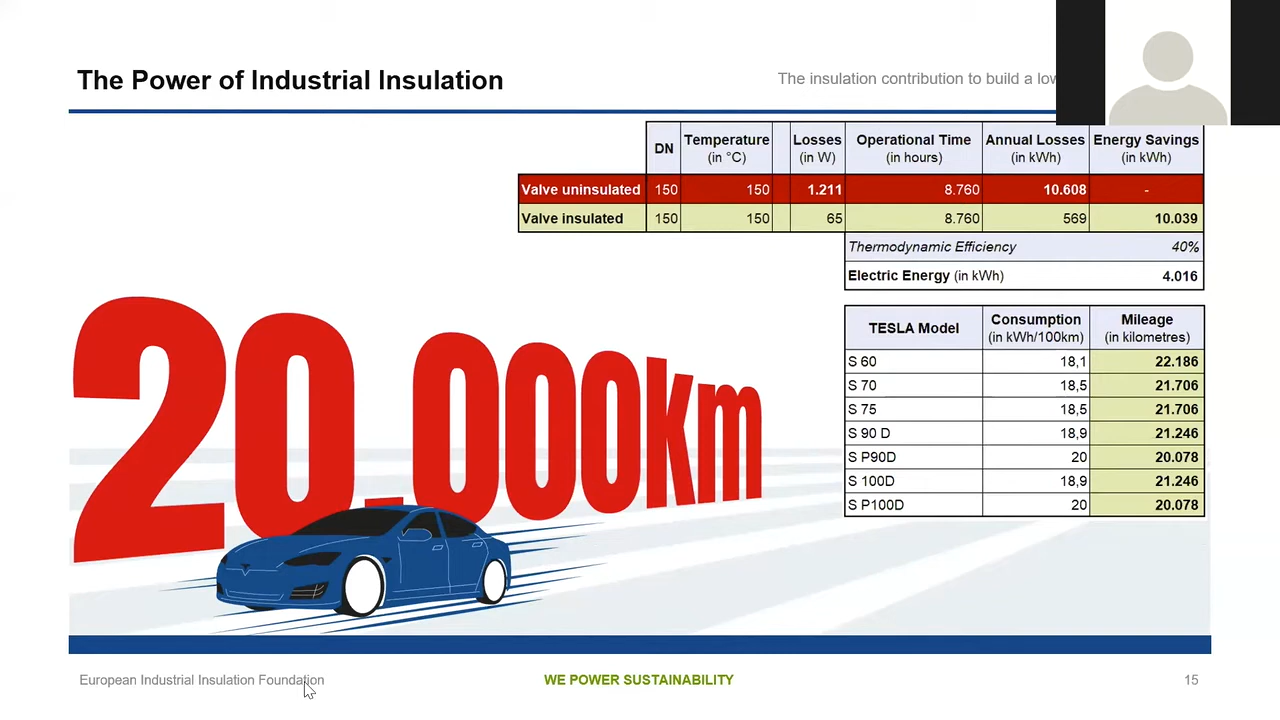 The Power of Industrial Insulation
The insulation contribution to build a low
DN Temperature (in °C) Losses (in W) Operational Time (in hours) Annual Losses (in kWh) Energy Savings (in kWh)
Valve uninsulated 150 150 1.211 8.760 10.608 -
Valve insulated 150 150 65 8.760 569 10.039
Thermodynamic Efficiency 40%
Electric Energy (in kWh) 4.016
TESLA Model Consumption (in kWh/100km) Mileage (in kilometres)
S 60 18,1 22.186
S 70 18,5 21.706
S 75 18,5 21.706
S 90 D 18,9 21.246
S P90D 20 20.078
S 100D 18,9 21.246
S P100D 20 20.078
20.000km
European Industrial Insulation Foundation
WE POWER SUSTAINABILITY
15